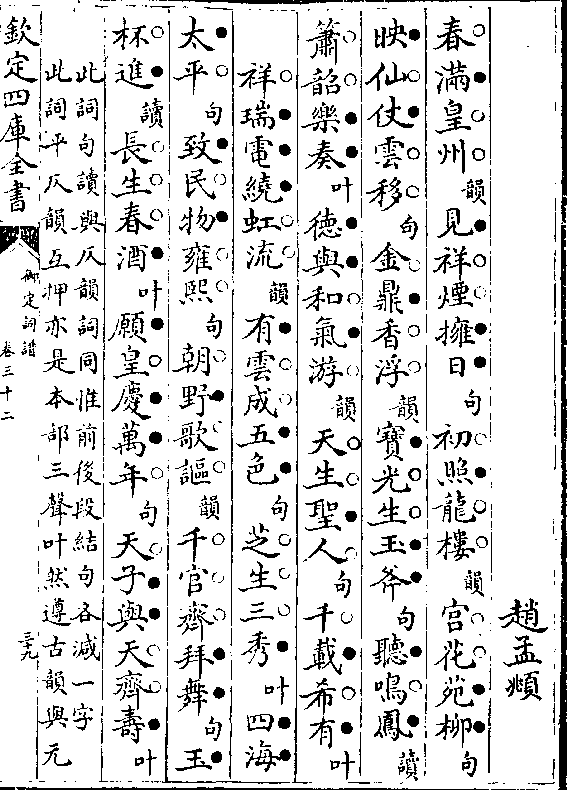 趙孟頫
春滿皇州韻見祥煙擁日句初照龍樓韻宫花苑柳句
映仙仗雲移句金鼎香浮韻寶光生玉斧句聽鳴鳳讀
簫韶樂奏叶德與和氣游韻天生聖人句千載希有叶
祥瑞電繞虹流韻有雲成五色句芝生三秀叶四海
太平句致民物雍熙句朝野歌謳韻千官齊拜舞句玉
杯進讀長生春酒叶願皇慶萬年句天子與天齊壽叶
此詞句讀與仄韻詞同惟前後段結句各減一字
此詞平仄韻互押亦是本部三聲叶然遵古韻與元
欽定四庫全書
御定詞譜
卷三十二
三九